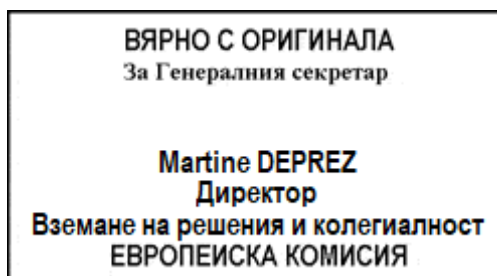 ВЯРНО С ОРИГИНАЛА
За Генералния секретар
Martine DEPREZ
Директор
Вземане на решения и колегиалност
ЕВРОПЕИСКА КОМИСИЯ